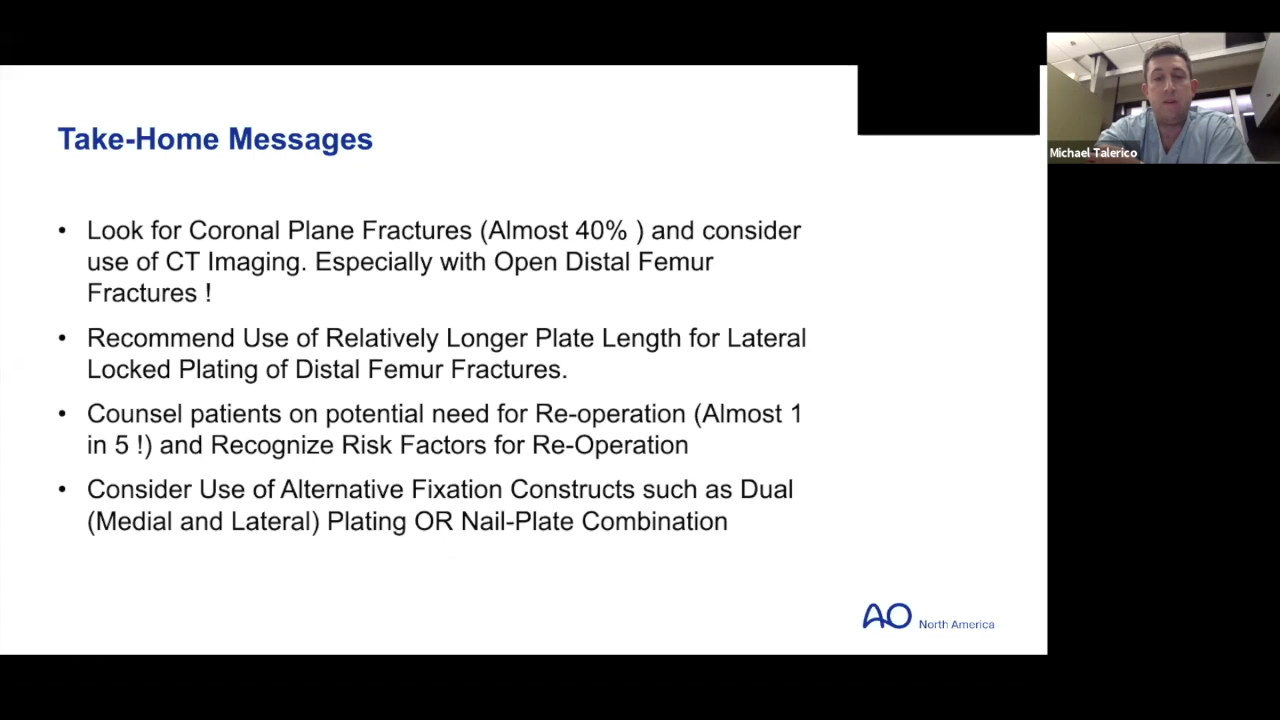 Take-Home Messages
• Look for Coronal Plane Fractures (Almost 40% ) and consider
use of CT Imaging. Especially with Open Distal Femur
Fractures !
• Recommend Use of Relatively Longer Plate Length for Lateral
Locked Plating of Distal Femur Fractures.
• Counsel patients on potential need for Re-operation (Almost 1
in 5 !) and Recognize Risk Factors for Re-Operation
• Consider Use of Alternative Fixation Constructs such as Dual
(Medial and Lateral) Plating OR Nail-Plate Combination
AO North America
Michael Talerico